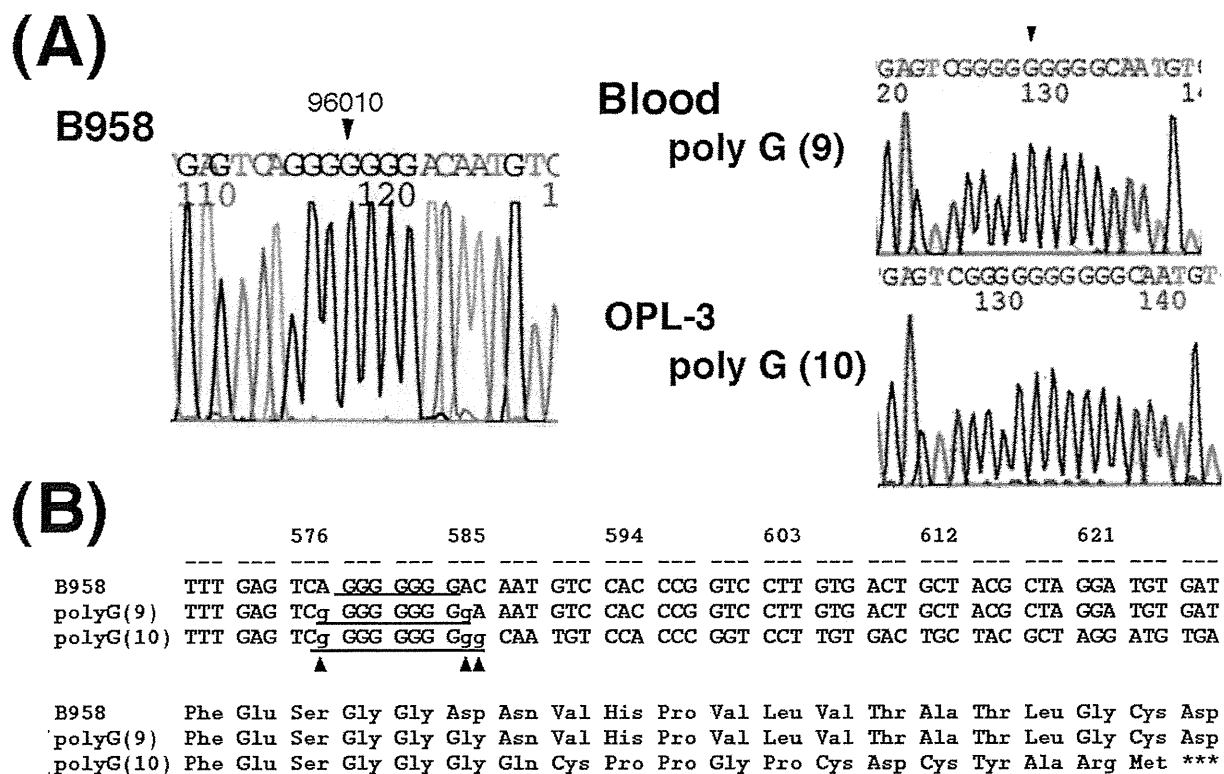 (A)
B958
96010
GAGTCAGGGGGGGACAATGTC
110 120 1
Blood
poly G (9)
GAGTCGGGGGGGGGCAATGT
20 130 14
OPL-3
poly G (10)
GAGTCGGGGGGGGGGCAATGT
130 140
(B)
576 585 594 603 612 621
--- --- --- --- --- --- --- --- --- --- --- --- --- --- --- --- --- --- --- ---
B958 TTT GAG TCA GGG GGG GAC AAT GTC CAC CCG GTC CTT GTG ACT GCT ACG CTA GGA TGT GAT
polyG(9) TTT GAG TCg GGG GGG GgA AAT GTC CAC CCG GTC CTT GTG ACT GCT ACG CTA GGA TGT GAT
polyG(10) TTT GAG TCg GGG GGG Ggg CAA TGT CCA CCC GGT CCT TGT GAC TGC TAC GCT AGG ATG TGA
B958 Phe Glu Ser Gly Gly Asp Asn Val His Pro Val Leu Val Thr Ala Thr Leu Gly Cys Asp
polyG(9) Phe Glu Ser Gly Gly Gly Asn Val His Pro Val Leu Val Thr Ala Thr Leu Gly Cys Asp
polyG(10) Phe Glu Ser Gly Gly Gly Gln Cys Pro Pro Gly Pro Cys Asp Cys Tyr Ala Arg Met ***